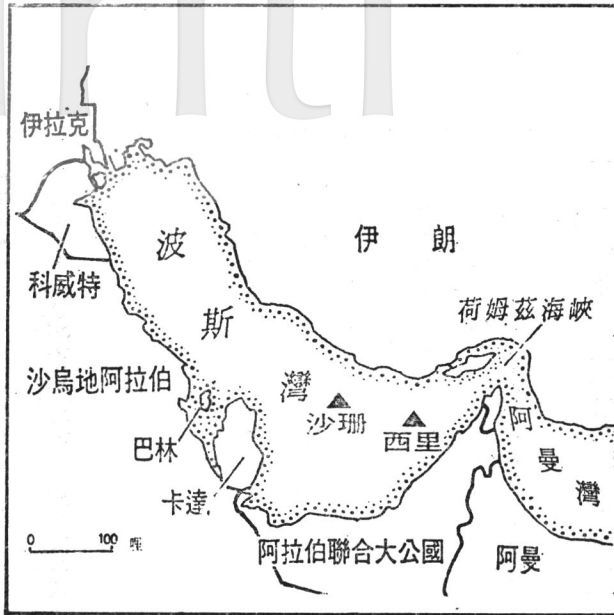 伊拉克
科威特
波斯灣
伊朗
荷姆茲海峽
沙烏地阿拉伯
巴林
卡達
沙珊
西里
阿曼灣
0 100 哩
阿拉伯聯合大公國
阿曼